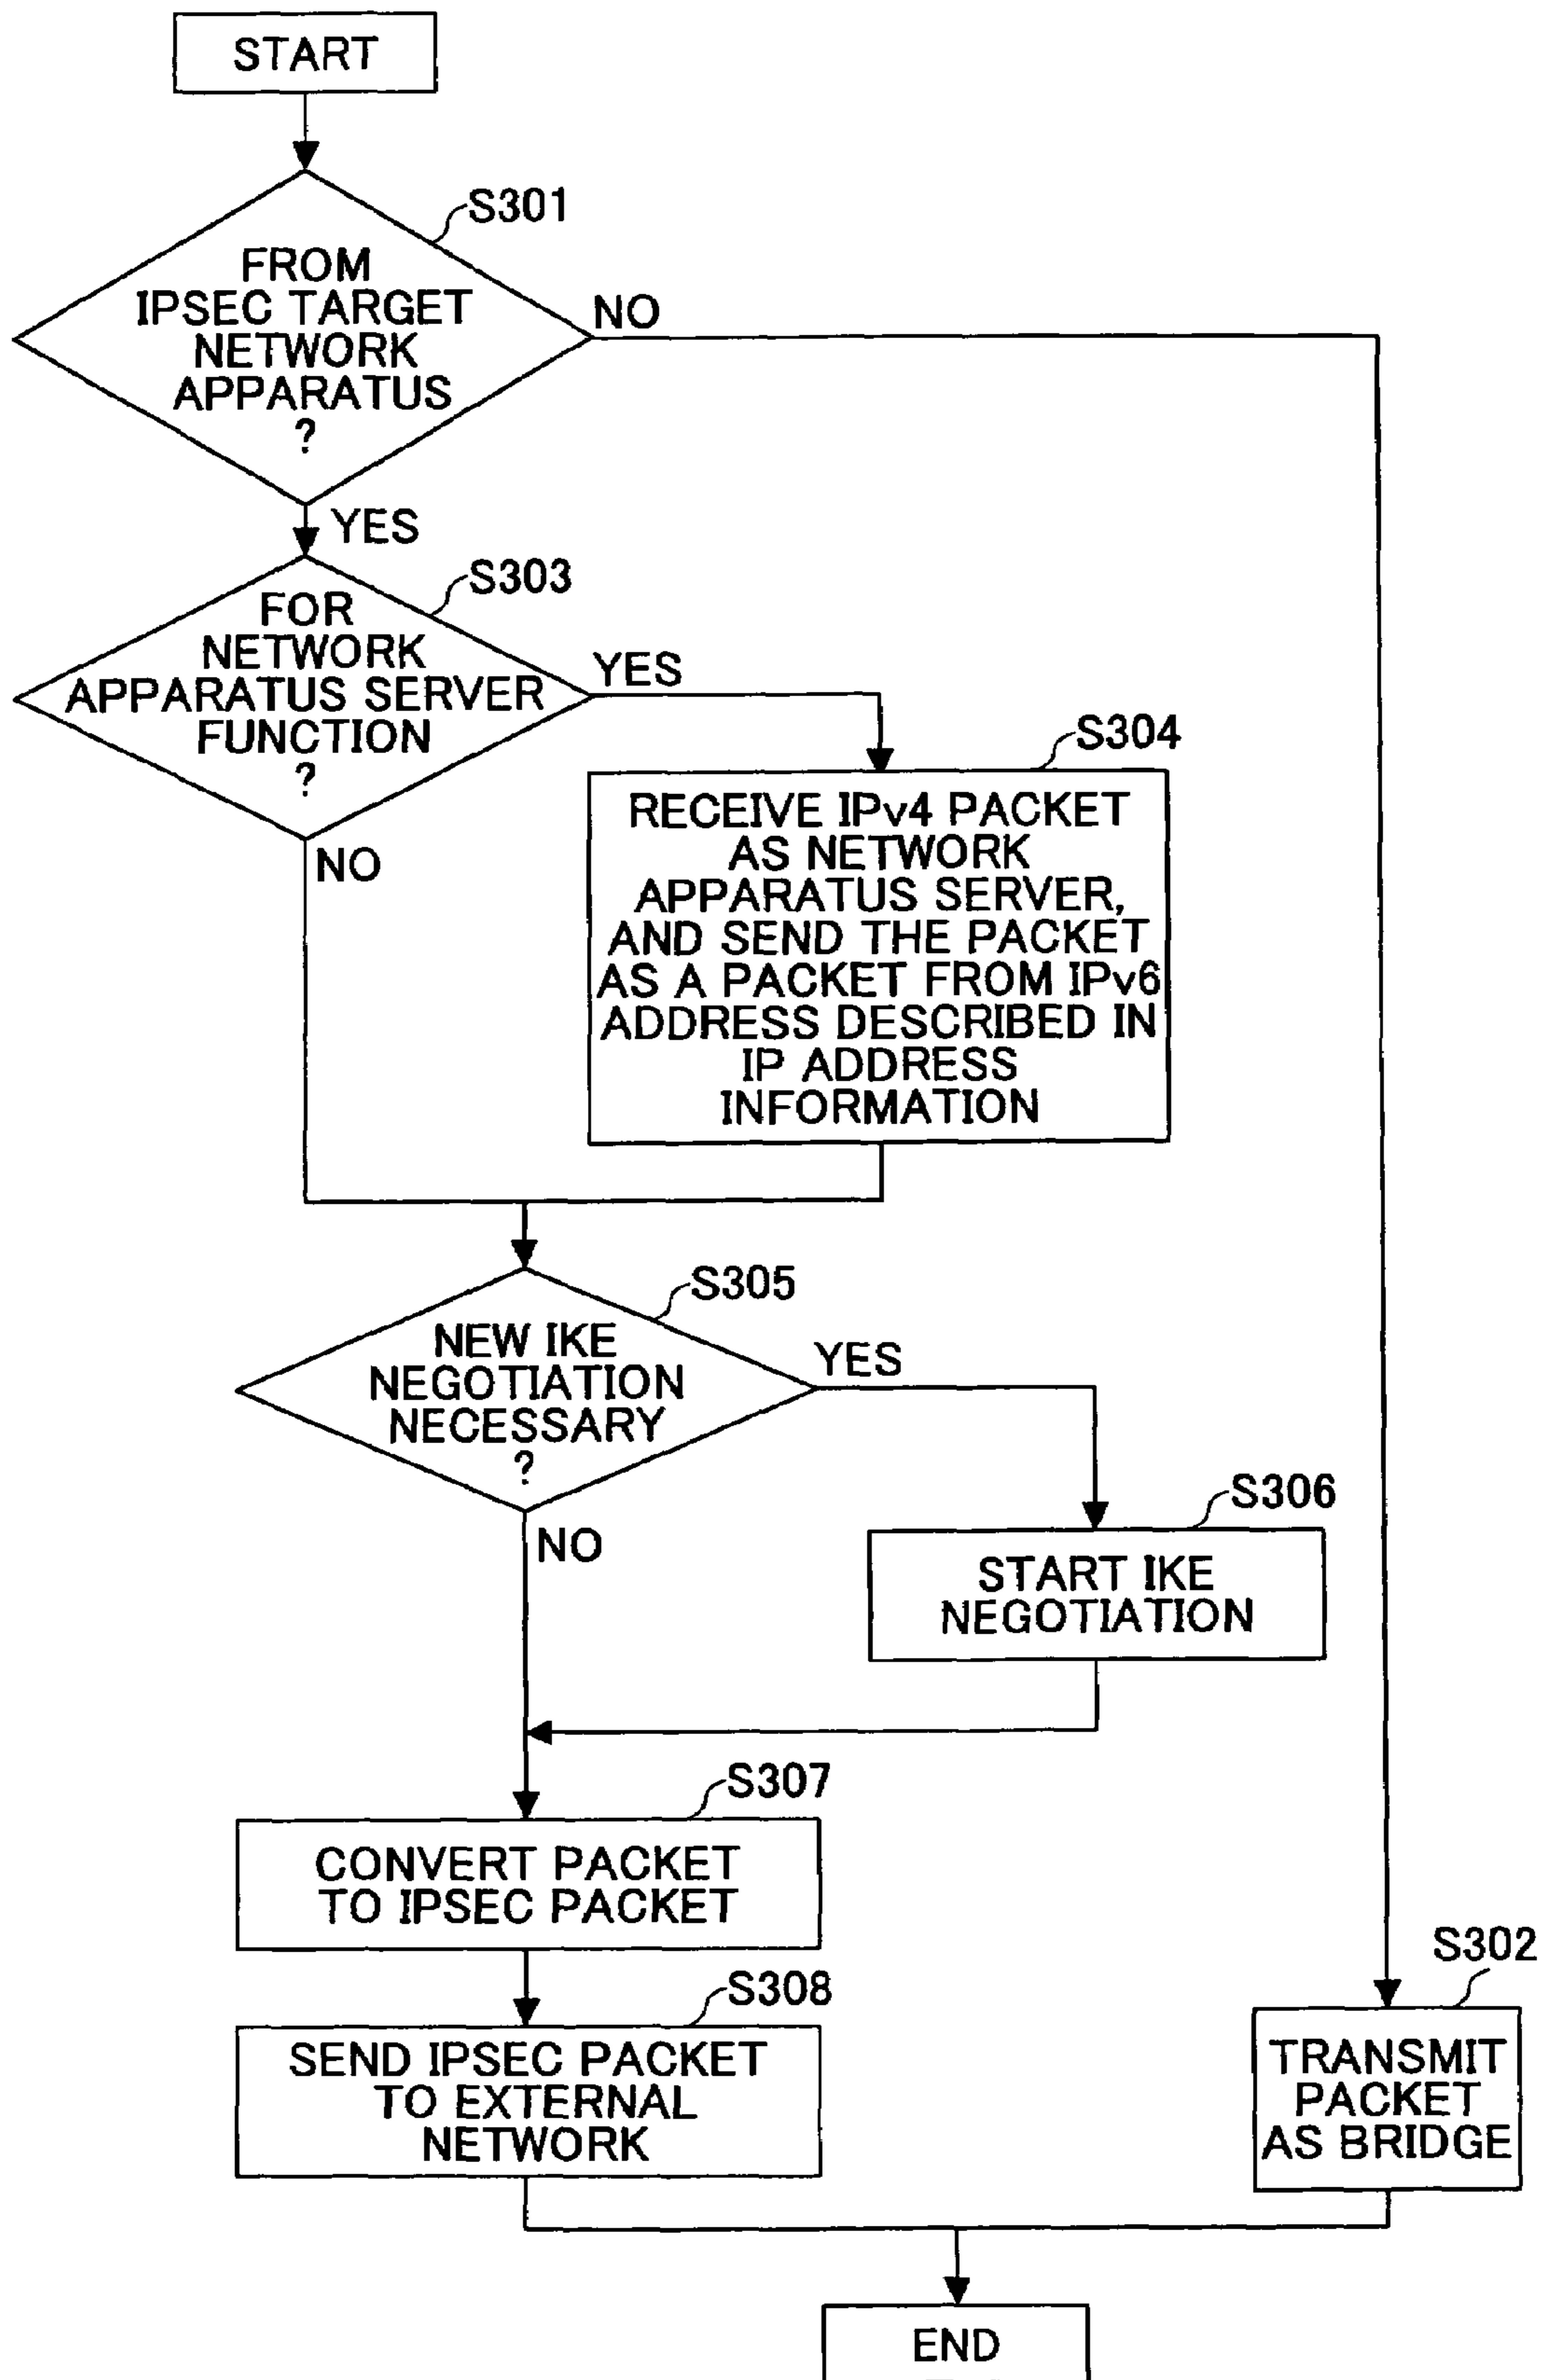 START
S301
FROM
IPSEC TARGET
NETWORK
APPARATUS
?
NO
YES
S303
FOR
NETWORK
APPARATUS SERVER
FUNCTION
?
YES
NO
S304
RECEIVE IPv4 PACKET
AS NETWORK
APPARATUS SERVER,
AND SEND THE PACKET
AS A PACKET FROM IPv6
ADDRESS DESCRIBED IN
IP ADDRESS
INFORMATION
S305
NEW IKE
NEGOTIATION
NECESSARY
?
YES
NO
S306
START IKE
NEGOTIATION
S307
CONVERT PACKET
TO IPSEC PACKET
S308
SEND IPSEC PACKET
TO EXTERNAL
NETWORK
S302
TRANSMIT
PACKET
AS BRIDGE
END